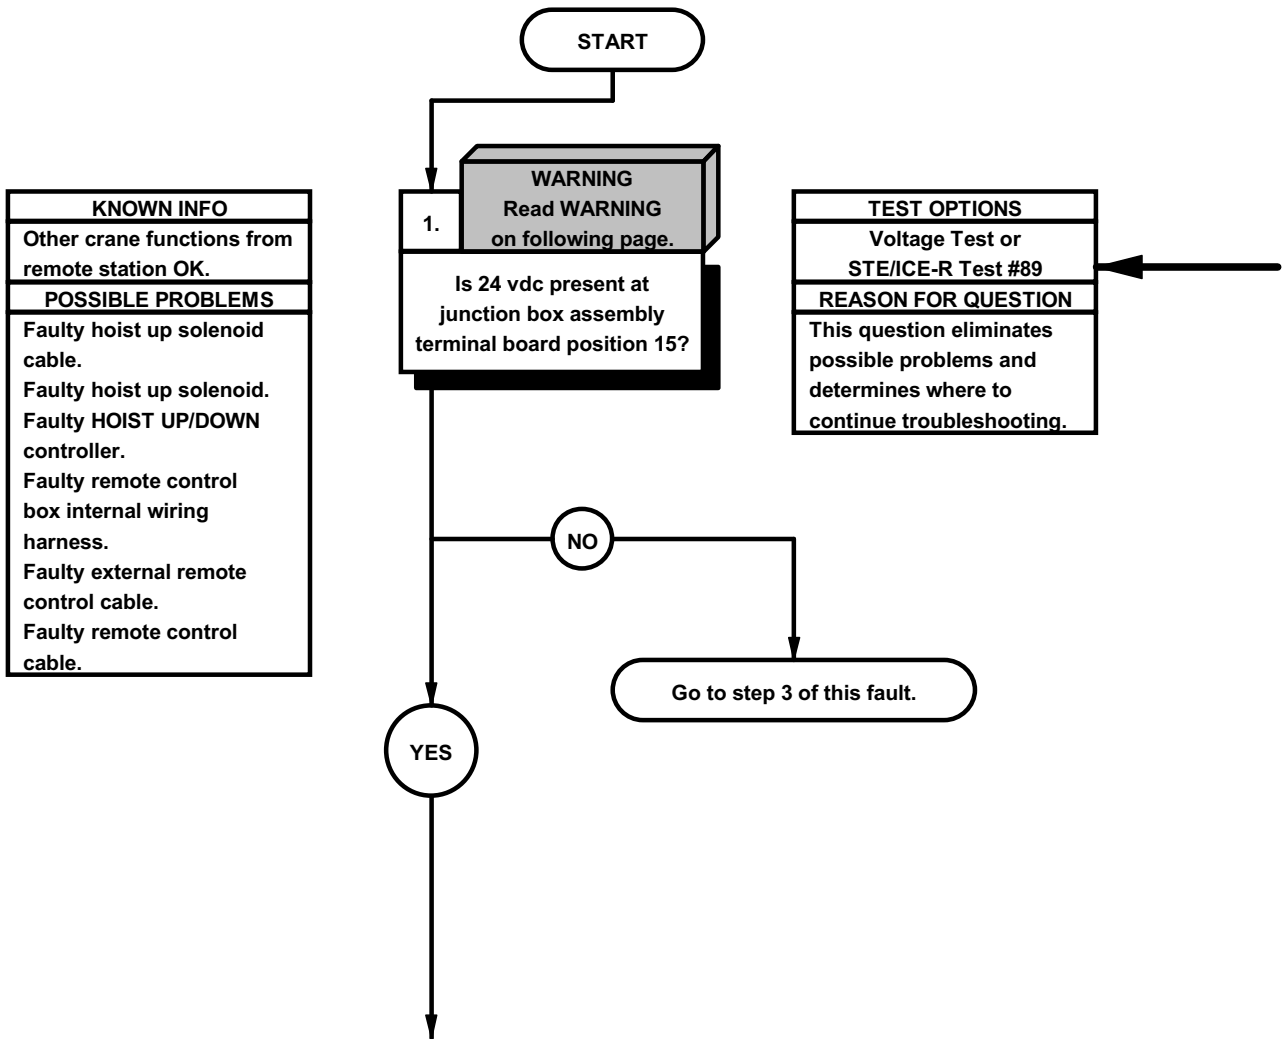 START
KNOWN INFO
Other crane functions from
remote station OK.
POSSIBLE PROBLEMS
Faulty hoist up solenoid
cable.
Faulty hoist up solenoid.
Faulty HOIST UP/DOWN
controller.
Faulty remote control
box internal wiring
harness.
Faulty external remote
control cable.
Faulty remote control
cable.
1.
WARNING
Read WARNING
on following page.
Is 24 vdc present at
junction box assembly
terminal board position 15?
TEST OPTIONS
Voltage Test or
STE/ICE-R Test #89
REASON FOR QUESTION
This question eliminates
possible problems and
determines where to
continue troubleshooting.
NO
Go to step 3 of this fault.
YES